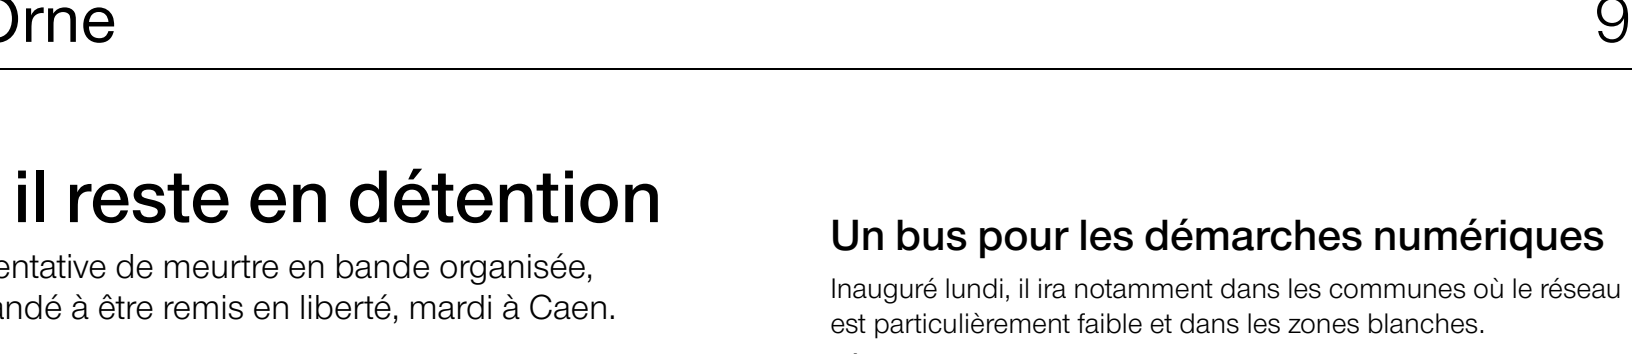 Orne
9
il reste en détention
entative de meurtre en bande organisée,
andé à être remis en liberté, mardi à Caen.
Un bus pour les démarches numériques
Inauguré lundi, il ira notamment dans les communes où le réseau
est particulièrement faible et dans les zones blanches.